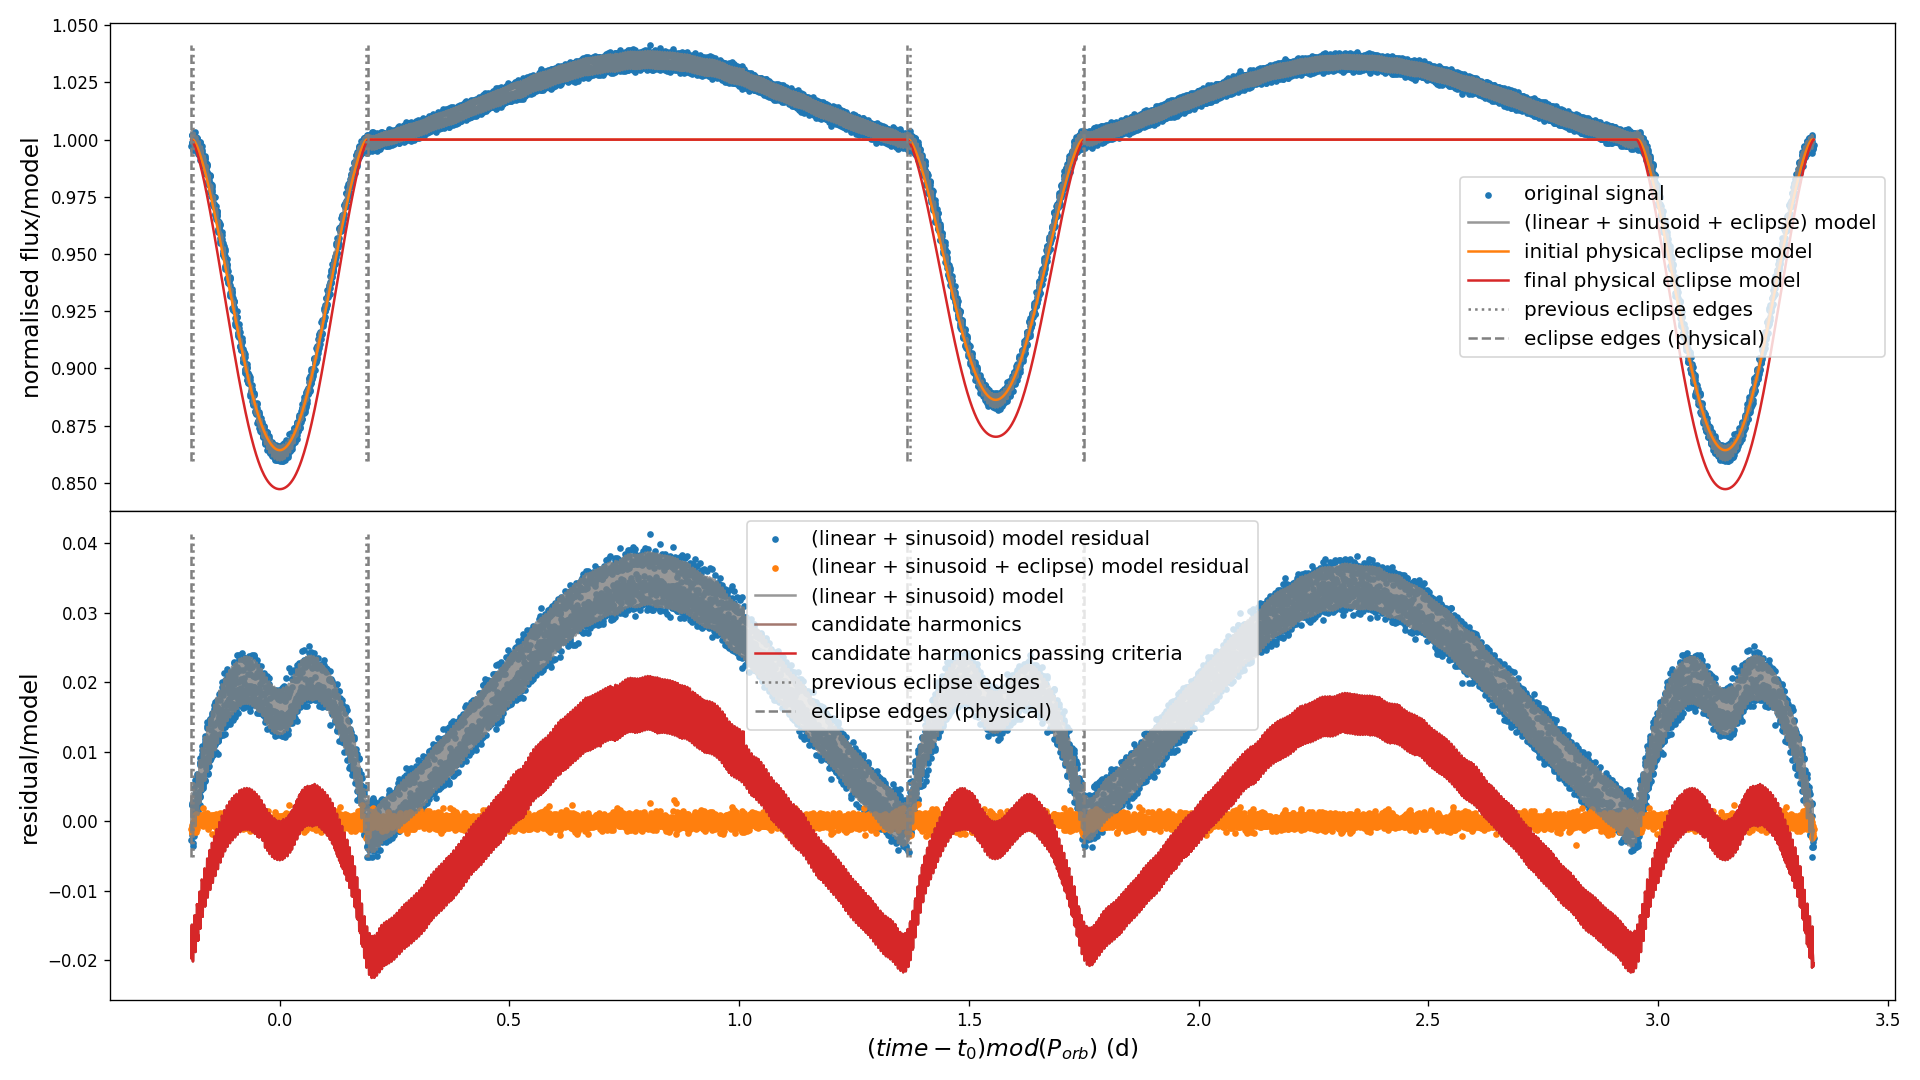 1.050
1.025
1.000
0.975
0.950
0.925
0.900
0.875
0.850
normalised flux/model
original signal
(linear + sinusoid + eclipse) model
initial physical eclipse model
final physical eclipse model
previous eclipse edges
eclipse edges (physical)
0.04
0.03
0.02
0.01
0.00
−0.01
−0.02
residual/model
(linear + sinusoid) model residual
(linear + sinusoid + eclipse) model residual
(linear + sinusoid) model
candidate harmonics
candidate harmonics passing criteria
previous eclipse edges
eclipse edges (physical)
0.0 0.5 1.0 1.5 2.0 2.5 3.0 3.5
(time − t₀)mod(P_orb) (d)